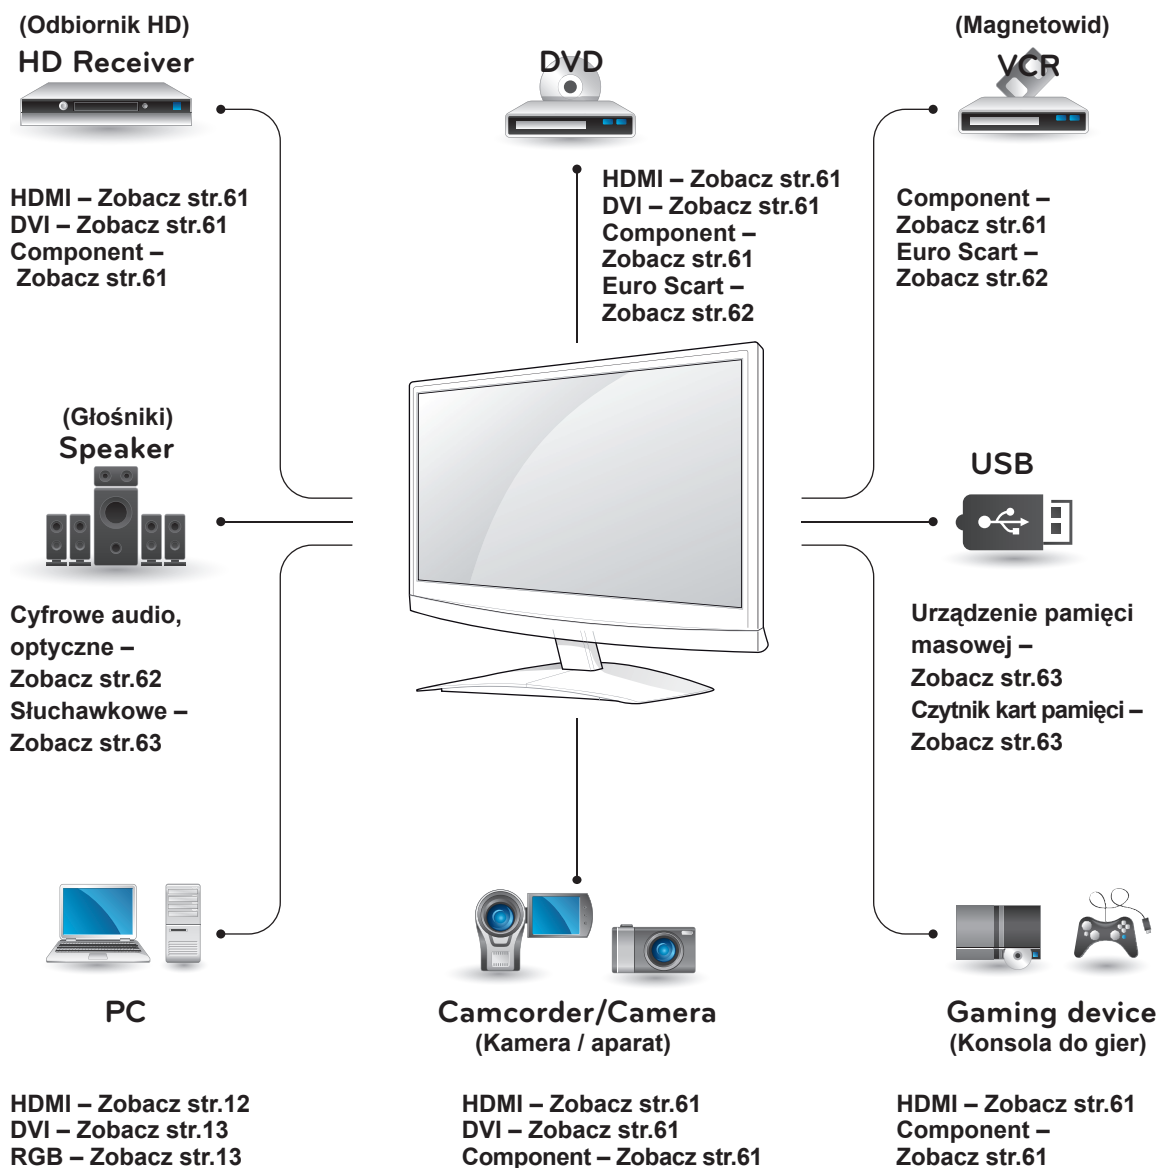 (Odbiornik HD)
HD Receiver
HDMI – Zobacz str.61
DVI – Zobacz str.61
Component –
Zobacz str.61
DVD
HDMI – Zobacz str.61
DVI – Zobacz str.61
Component –
Zobacz str.61
Euro Scart –
Zobacz str.62
(Magnetowid)
VCR
Component –
Zobacz str.61
Euro Scart –
Zobacz str.62
(Głośniki)
Speaker
Cyfrowe audio,
optyczne –
Zobacz str.62
Słuchawkowe –
Zobacz str.63
USB
Urządzenie pamięci
masowej –
Zobacz str.63
Czytnik kart pamięci –
Zobacz str.63
PC
HDMI – Zobacz str.12
DVI – Zobacz str.13
RGB – Zobacz str.13
Camcorder/Camera
(Kamera / aparat)
HDMI – Zobacz str.61
DVI – Zobacz str.61
Component – Zobacz str.61
Gaming device
(Konsola do gier)
HDMI – Zobacz str.61
Component –
Zobacz str.61